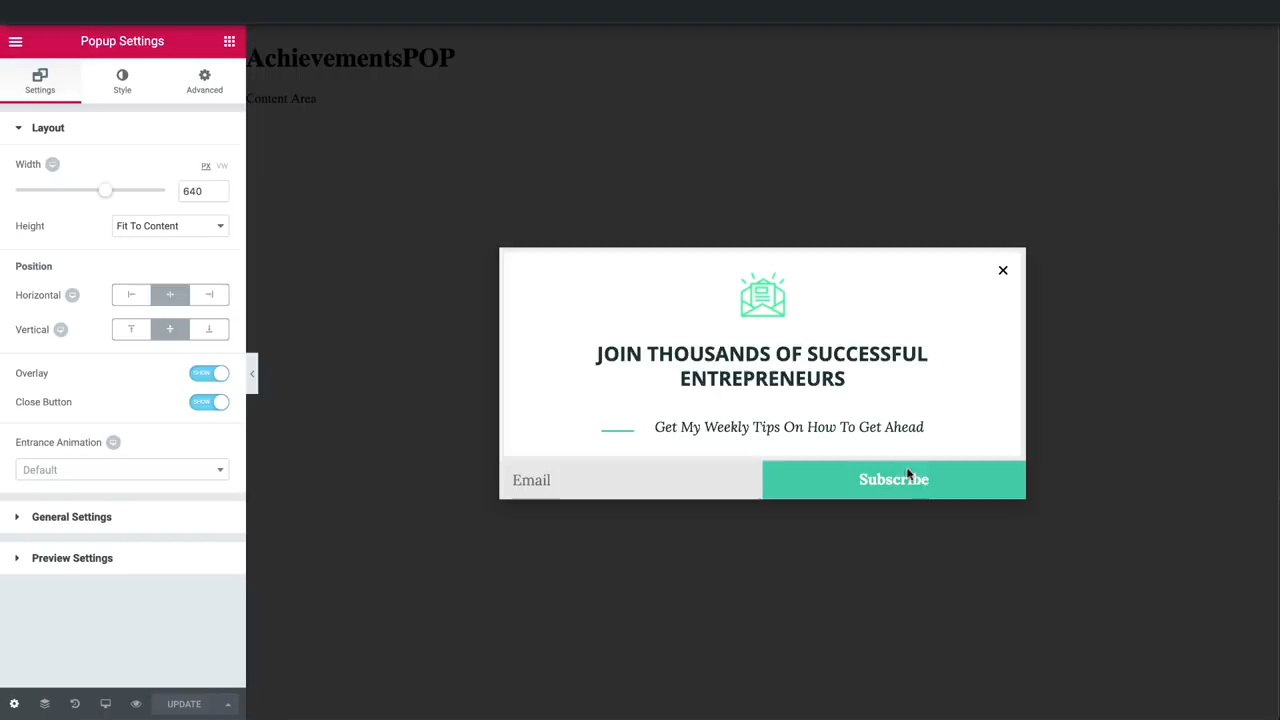 Popup Settings
Settings
Style
Advanced
Layout
Width
PX VW
640
Height
Fit To Content
Position
Horizontal
Vertical
Overlay
SHOW
Close Button
SHOW
Entrance Animation
Default
General Settings
Preview Settings
UPDATE
AchievementsPOP
Content Area
JOIN THOUSANDS OF SUCCESSFUL
ENTREPRENEURS
Get My Weekly Tips On How To Get Ahead
Email
Subscribe